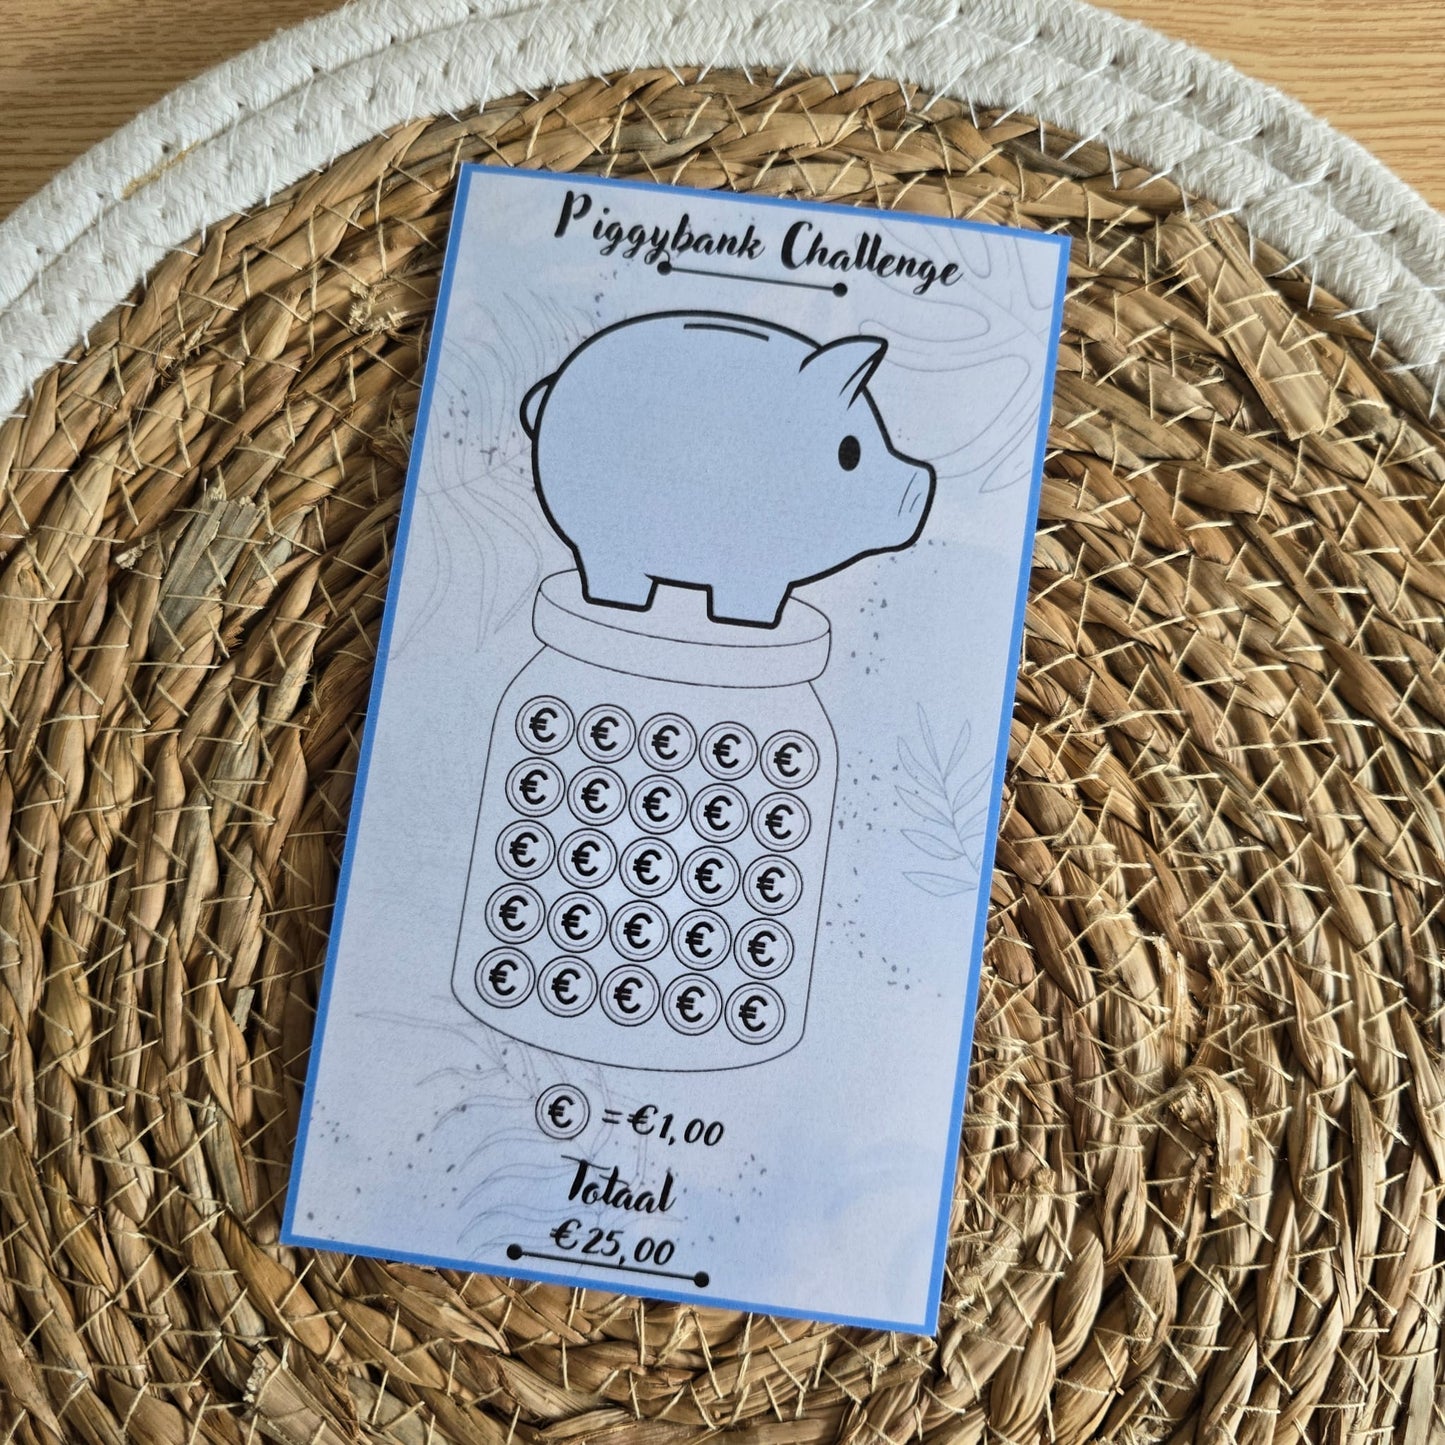 Piggybank Challenge
€ € € € €
€ € € € €
€ € € € €
€ € € € €
€ € € € €
€ = €1,00
Totaal
€25,00